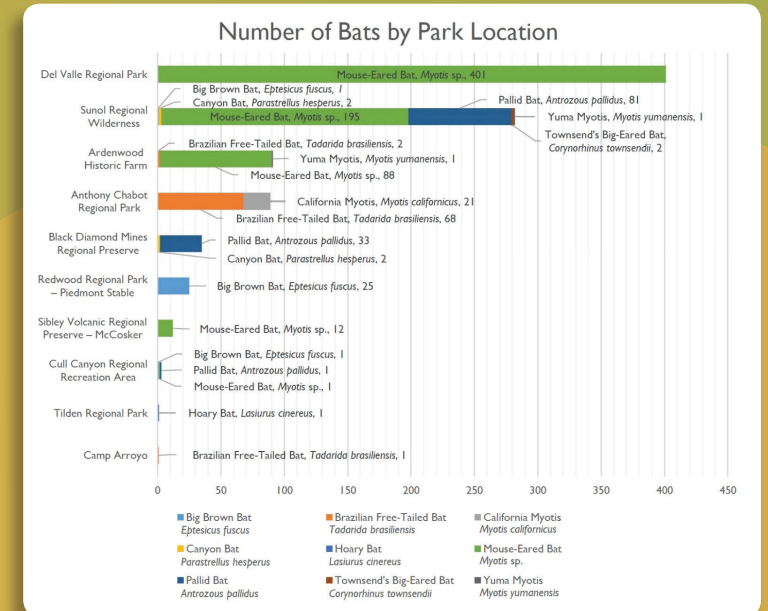 Number of Bats by Park Location
Del Valle Regional Park
Mouse-Eared Bat, Myotis sp., 401
Big Brown Bat, Eptesicus fuscus, 1
Canyon Bat, Parastrellus hesperus, 2
Sunol Regional
Wilderness
Mouse-Eared Bat, Myotis sp., 195
Pallid Bat, Antrozous pallidus, 81
Yuma Myotis, Myotis yumanensis, 1
Townsend's Big-Eared Bat,
Corynorhinus townsendii, 2
Ardenwood
Historic Farm
Brazilian Free-Tailed Bat, Tadarida brasiliensis, 2
Yuma Myotis, Myotis yumanensis, 1
Mouse-Eared Bat, Myotis sp., 88
Anthony Chabot
Regional Park
California Myotis, Myotis californicus, 21
Brazilian Free-Tailed Bat, Tadarida brasiliensis, 68
Black Diamond Mines
Regional Preserve
Pallid Bat, Antrozous pallidus, 33
Canyon Bat, Parastrellus hesperus, 2
Redwood Regional Park
– Piedmont Stable
Big Brown Bat, Eptesicus fuscus, 25
Sibley Volcanic Regional
Preserve – McCosker
Mouse-Eared Bat, Myotis sp., 12
Cull Canyon Regional
Recreation Area
Big Brown Bat, Eptesicus fuscus, 1
Pallid Bat, Antrozous pallidus, 1
Mouse-Eared Bat, Myotis sp., 1
Tilden Regional Park
Hoary Bat, Lasiurus cinereus, 1
Camp Arroyo
Brazilian Free-Tailed Bat, Tadarida brasiliensis, 1
0 50 100 150 200 250 300 350 400 450
Big Brown Bat
Eptesicus fuscus
Brazilian Free-Tailed Bat
Tadarida brasiliensis
California Myotis
Myotis californicus
Canyon Bat
Parastrellus hesperus
Hoary Bat
Lasiurus cinereus
Mouse-Eared Bat
Myotis sp.
Pallid Bat
Antrozous pallidus
Townsend's Big-Eared Bat
Corynorhinus townsendii
Yuma Myotis
Myotis yumanensis